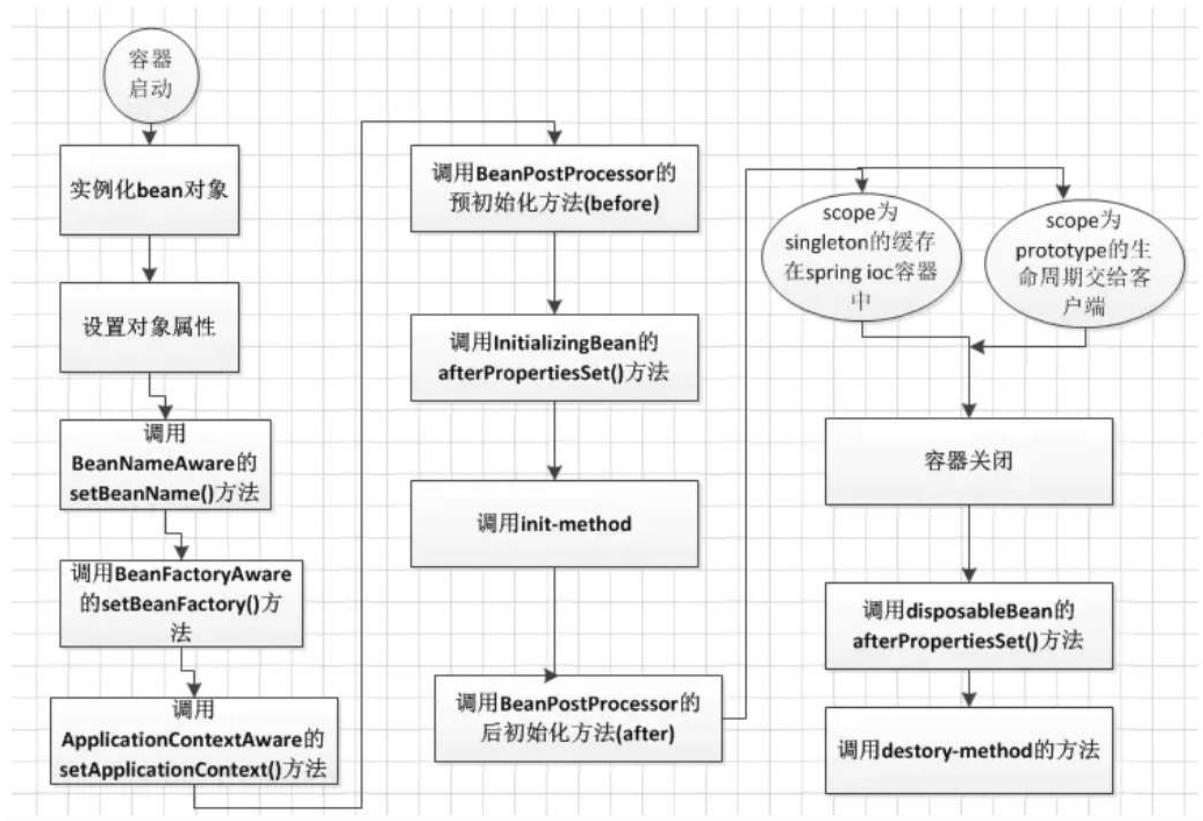 容器
启动
实例化bean对象
设置对象属性
调用
BeanNameAware的
setBeanName()方法
调用BeanFactoryAware
的setBeanFactory()方
法
调用
ApplicationContextAware的
setApplicationContext()方法
调用BeanPostProcessor的
预初始化方法(before)
调用InitializingBean的
afterPropertiesSet()方法
调用init-method
调用BeanPostProcessor的
后初始化方法(after)
scope为
singleton的缓存
在spring ioc容器
中
scope为
prototype的生
命周期交给客
户端
容器关闭
调用disposableBean的
afterPropertiesSet()方法
调用destory-method的方法